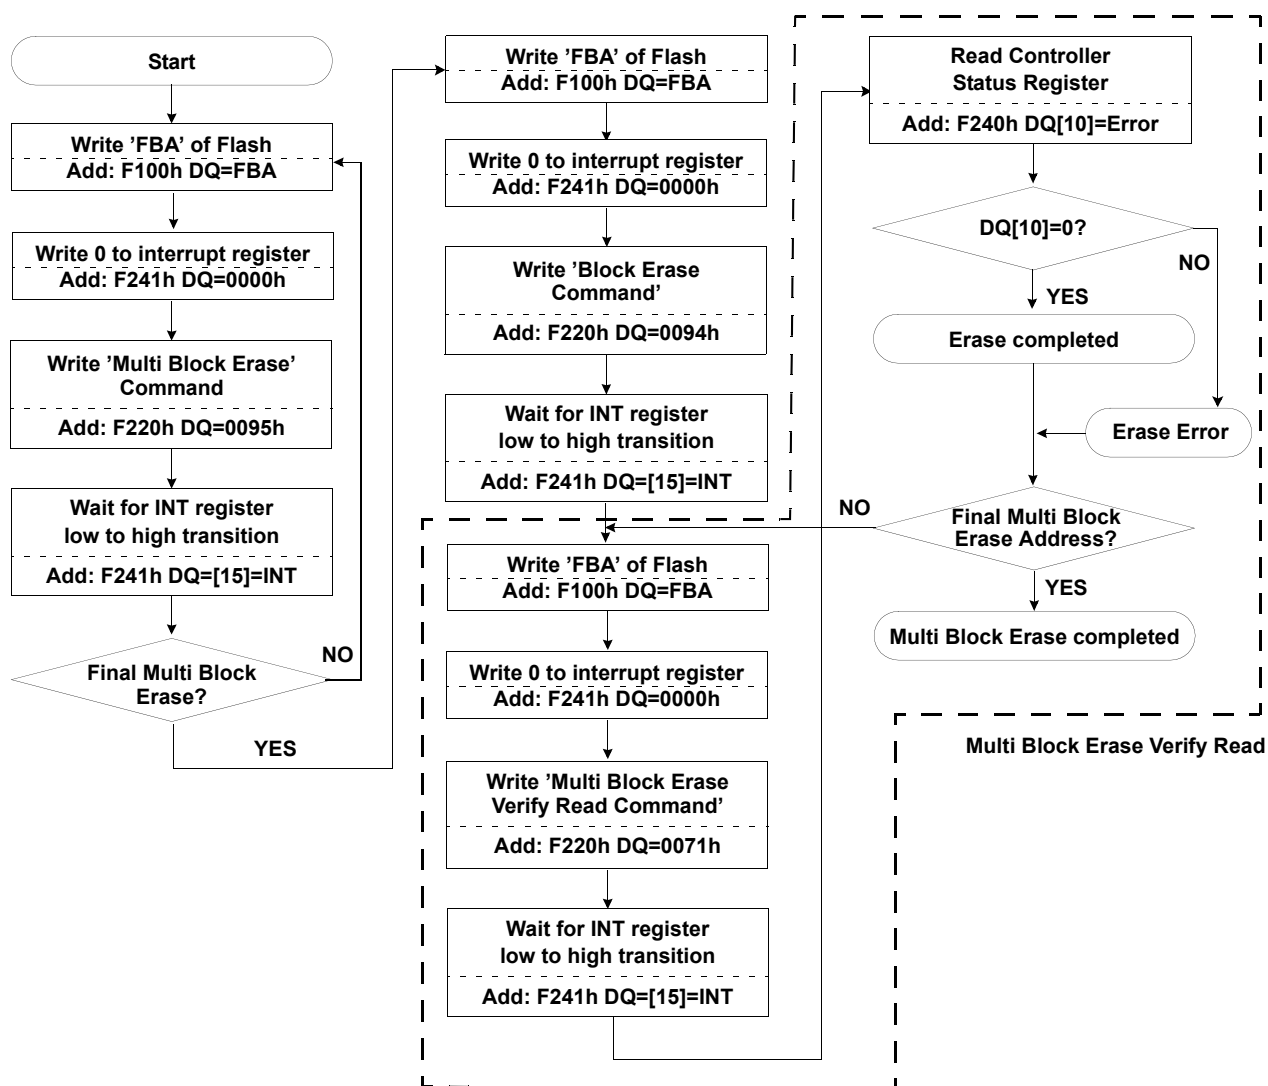 Start
Write ’FBA’ of Flash
Add: F100h DQ=FBA
Write 0 to interrupt register
Add: F241h DQ=0000h
Write ’Multi Block Erase’
Command
Add: F220h DQ=0095h
Wait for INT register
low to high transition
Add: F241h DQ=[15]=INT
Final Multi Block
Erase?
NO
YES
Write ’FBA’ of Flash
Add: F100h DQ=FBA
Write 0 to interrupt register
Add: F241h DQ=0000h
Write ’Block Erase
Command’
Add: F220h DQ=0094h
Wait for INT register
low to high transition
Add: F241h DQ=[15]=INT
Write ’FBA’ of Flash
Add: F100h DQ=FBA
Write 0 to interrupt register
Add: F241h DQ=0000h
Write ’Multi Block Erase
Verify Read Command’
Add: F220h DQ=0071h
Wait for INT register
low to high transition
Add: F241h DQ=[15]=INT
Read Controller
Status Register
Add: F240h DQ[10]=Error
DQ[10]=0?
NO
YES
Erase completed
Erase Error
NO
Final Multi Block
Erase Address?
YES
Multi Block Erase completed
Multi Block Erase Verify Read